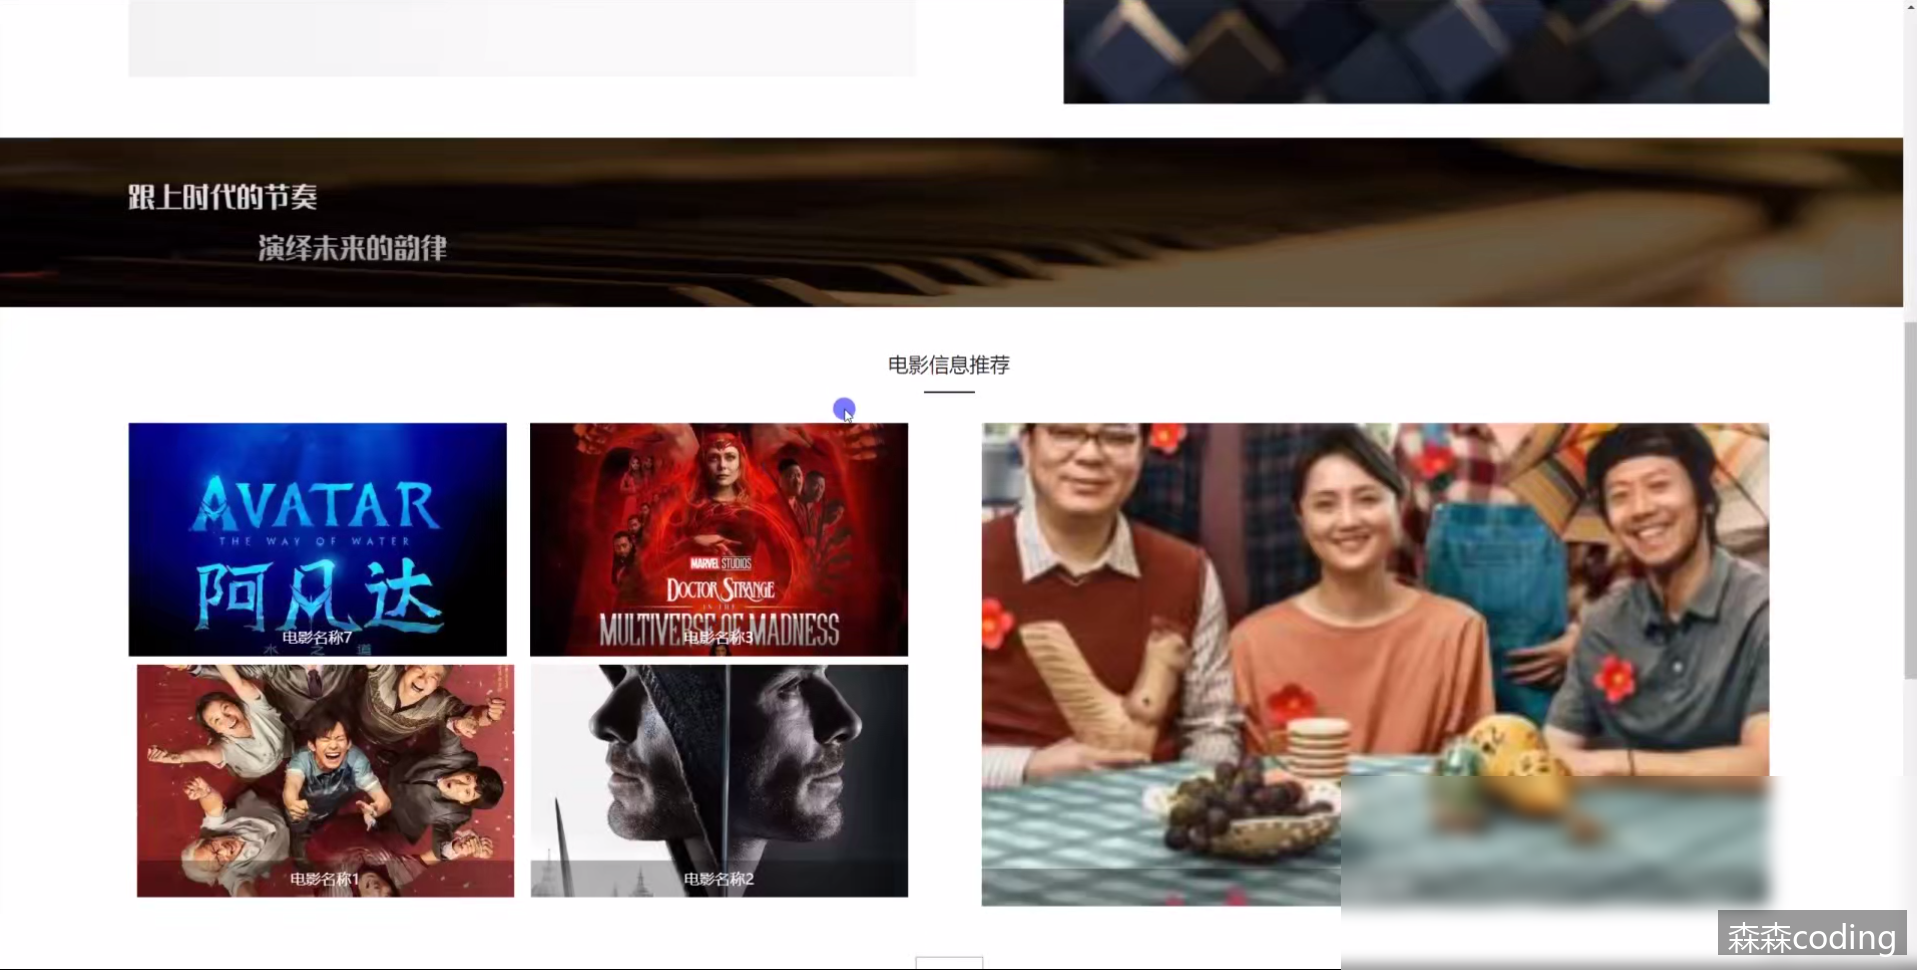 跟上时代的节奏
演绎未来的韵律
电影信息推荐
AVATAR
THE WAY OF WATER
阿凡达
电影名称7
水之道
MARVEL STUDIOS
DOCTOR STRANGE
IN THE
MULTIVERSE OF MADNESS
电影名称3
电影名称1
电影名称2
森森coding